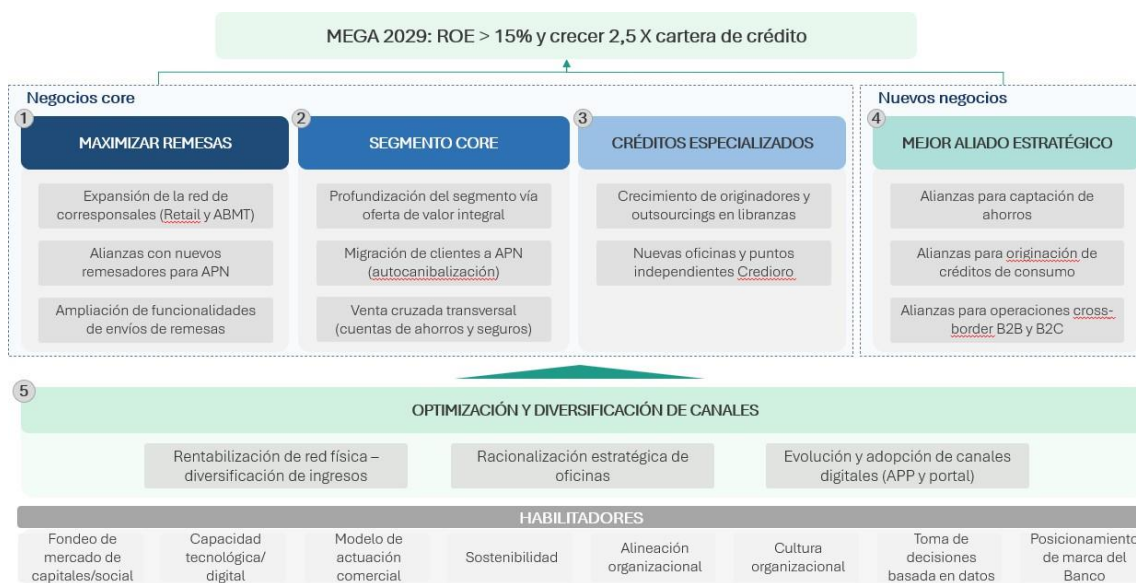 MEGA 2029: ROE > 15% y crecer 2,5 X cartera de crédito
Negocios core
1
MAXIMIZAR REMESAS
Expansión de la red de
corresponsales (Retail y ABMT)
Alianzas con nuevos
remesadores para APN
Ampliación de funcionalidades
de envíos de remesas
2
SEGMENTO CORE
Profundización del segmento vía
oferta de valor integral
Migración de clientes a APN
(autocanibalización)
Venta cruzada transversal
(cuentas de ahorros y seguros)
3
CRÉDITOS ESPECIALIZADOS
Crecimiento de originadores y
outsourcings en libranzas
Nuevas oficinas y puntos
independientes Credioro
Nuevos negocios
4
MEJOR ALIADO ESTRATÉGICO
Alianzas para captación de
ahorros
Alianzas para originación de
créditos de consumo
Alianzas para operaciones cross-
border B2B y B2C
5
OPTIMIZACIÓN Y DIVERSIFICACIÓN DE CANALES
Rentabilización de red física –
diversificación de ingresos
Racionalización estratégica de
oficinas
Evolución y adopción de canales
digitales (APP y portal)
HABILITADORES
Fondeo de
mercado de
capitales/social
Capacidad
tecnológica/
digital
Modelo de
actuación
comercial
Sostenibilidad
Alineación
organizacional
Cultura
organizacional
Toma de
decisiones
basada en datos
Posicionamiento
de marca del
Banco